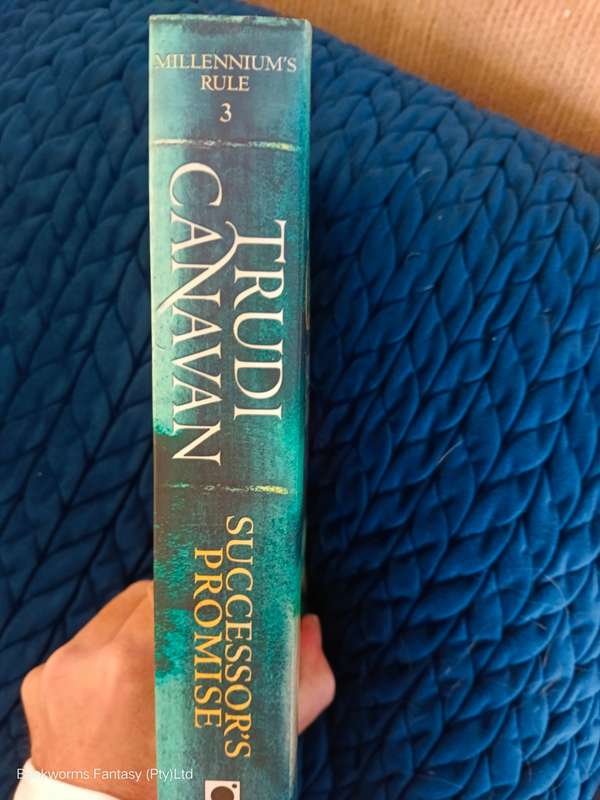 MILLENNIUM'S
RULE
3
TRUDI
CANAVAN
SUCCESSOR'S
PROMISE
Bookworms Fantasy (Pty)Ltd